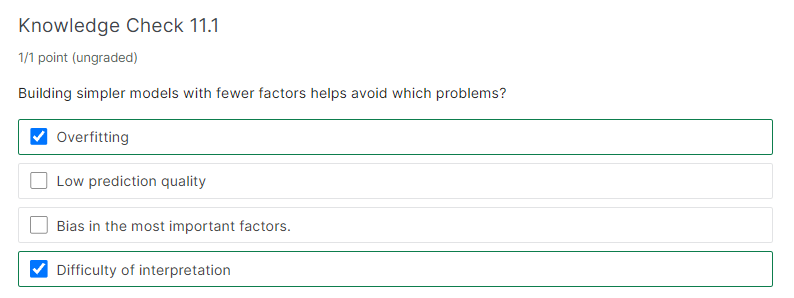 Knowledge Check 11.1
1/1 point (ungraded)
Building simpler models with fewer factors helps avoid which problems?
Overfitting
Low prediction quality
Bias in the most important factors.
Difficulty of interpretation